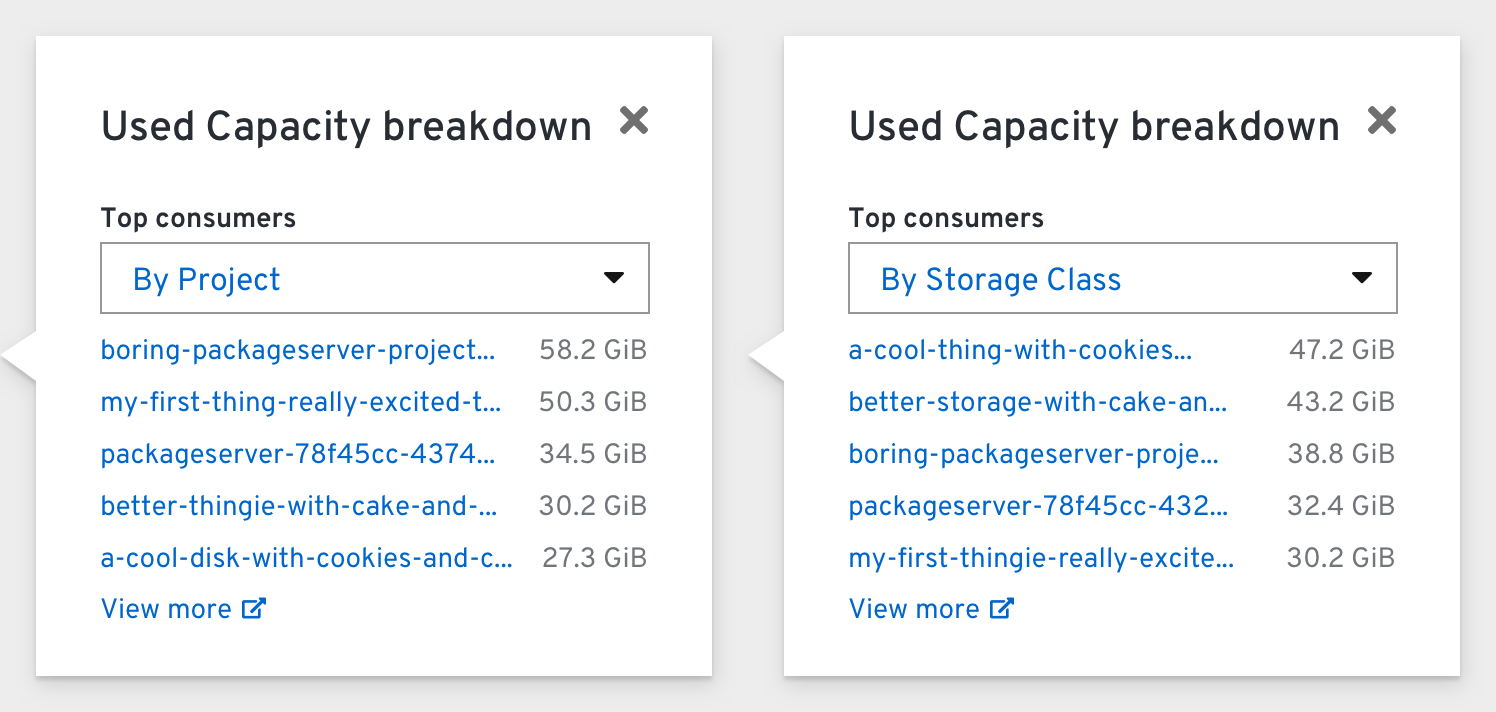 Used Capacity breakdown
Top consumers
By Project
boring-packageserver-project... 58.2 GiB
my-first-thing-really-excited-t... 50.3 GiB
packageserver-78f45cc-4374... 34.5 GiB
better-thingie-with-cake-and-... 30.2 GiB
a-cool-disk-with-cookies-and-c... 27.3 GiB
View more
Used Capacity breakdown
Top consumers
By Storage Class
a-cool-thing-with-cookies... 47.2 GiB
better-storage-with-cake-an... 43.2 GiB
boring-packageserver-proje... 38.8 GiB
packageserver-78f45cc-432... 32.4 GiB
my-first-thingie-really-excite... 30.2 GiB
View more